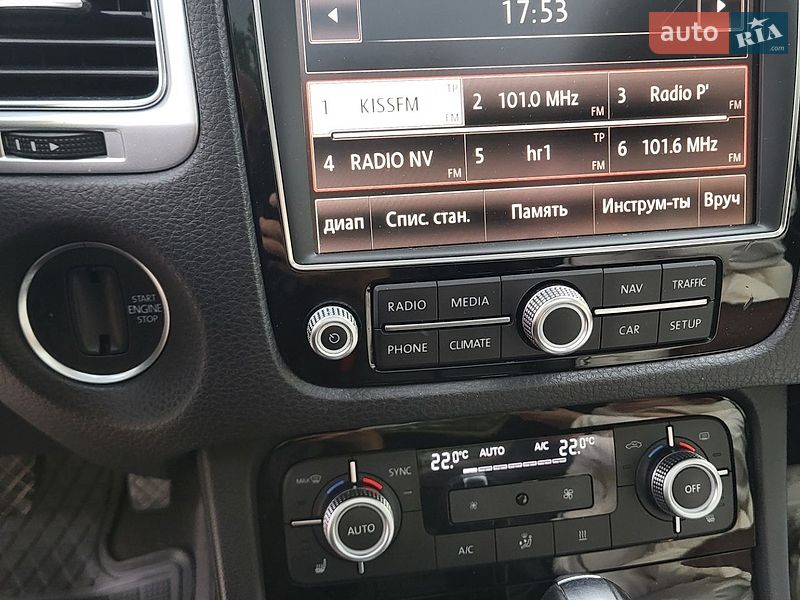 17:53
auto RIA .com
1 KISSFM TP FM
2 101.0 MHz FM
3 Radio P' FM
4 RADIO NV FM
5 hr1 TP FM
6 101.6 MHz FM
диап Спис. стан. Память Инструм-ты Вруч
START
ENGINE
STOP
RADIO MEDIA NAV TRAFFIC
PHONE CLIMATE CAR SETUP
22.0°C AUTO A/C 22.0°C
MAX SYNC
AUTO
OFF
A/C